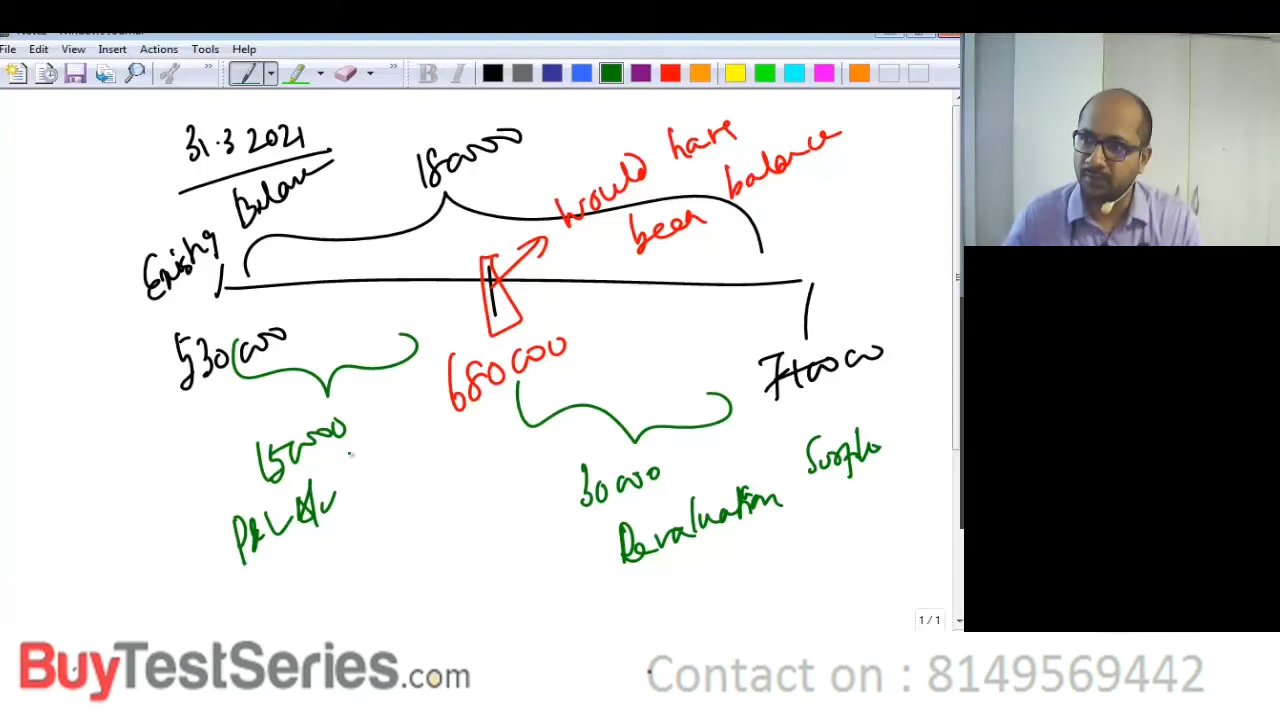 File Edit View Insert Actions Tools Help
31.3 2021
Balance
180000
would have
been balance
Existing
530000
680000
710000
150000
P&L A/c
30000
Revaluation Surplus
1 / 1
BuyTestSeries.com
Contact on : 8149569442